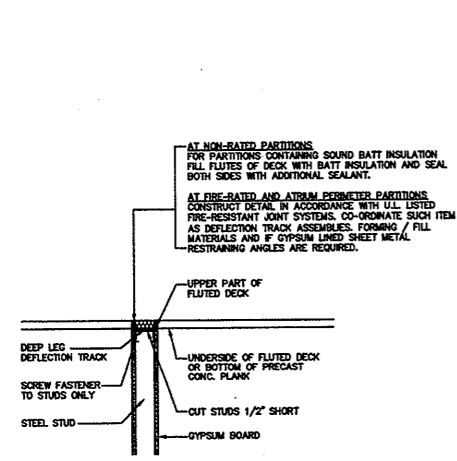 AT NON-RATED PARTITIONS
FOR PARTITIONS CONTAINING SOUND BATT INSULATION
FILL FLUTES OF DECK WITH BATT INSULATION AND SEAL
BOTH SIDES WITH ADDITIONAL SEALANT.
AT FIRE-RATED AND ATRIUM PERIMETER PARTITIONS
CONSTRUCT DETAIL IN ACCORDANCE WITH U.L. LISTED
FIRE-RESISTANT JOINT SYSTEMS. CO-ORDINATE SUCH ITEM
AS DEFLECTION TRACK ASSEMBLIES. FORMING / FILL
MATERIALS AND IF GYPSUM LINED SHEET METAL
RESTRAINING ANGLES ARE REQUIRED.
UPPER PART OF
FLUTED DECK
DEEP LEG
DEFLECTION TRACK
UNDERSIDE OF FLUTED DECK
OR BOTTOM OF PRECAST
CONC. PLANK
SCREW FASTENER
TO STUDS ONLY
CUT STUDS 1/2" SHORT
STEEL STUD
GYPSUM BOARD